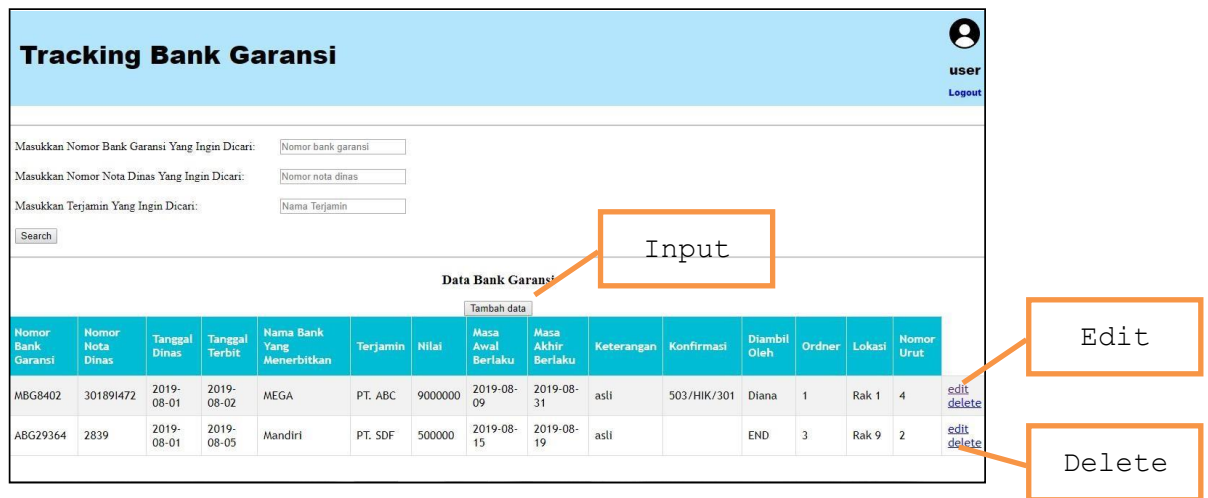 Tracking Bank Garansi
user
Logout
Masukkan Nomor Bank Garansi Yang Ingin Dicari: Nomor bank garansi
Masukkan Nomor Nota Dinas Yang Ingin Dicari: Nomor nota dinas
Masukkan Terjamin Yang Ingin Dicari: Nama Terjamin
Search
Input
Data Bank Garansi
Tambah data
Nomor Bank Garansi Nomor Nota Dinas Tanggal Dinas Tanggal Terbit Nama Bank Yang Menerbitkan Terjamin Nilai Masa Awal Berlaku Masa Akhir Berlaku Keterangan Konfirmasi Diambil Oleh Ordner Lokasi Nomor Urut
MBG8402 30189I472 2019-08-01 2019-08-02 MEGA PT. ABC 9000000 2019-08-09 2019-08-31 asli 503/HIK/301 Diana 1 Rak 1 4 edit delete
ABG29364 2839 2019-08-01 2019-08-05 Mandiri PT. SDF 500000 2019-08-15 2019-08-19 asli END 3 Rak 9 2 edit delete
Edit
Delete